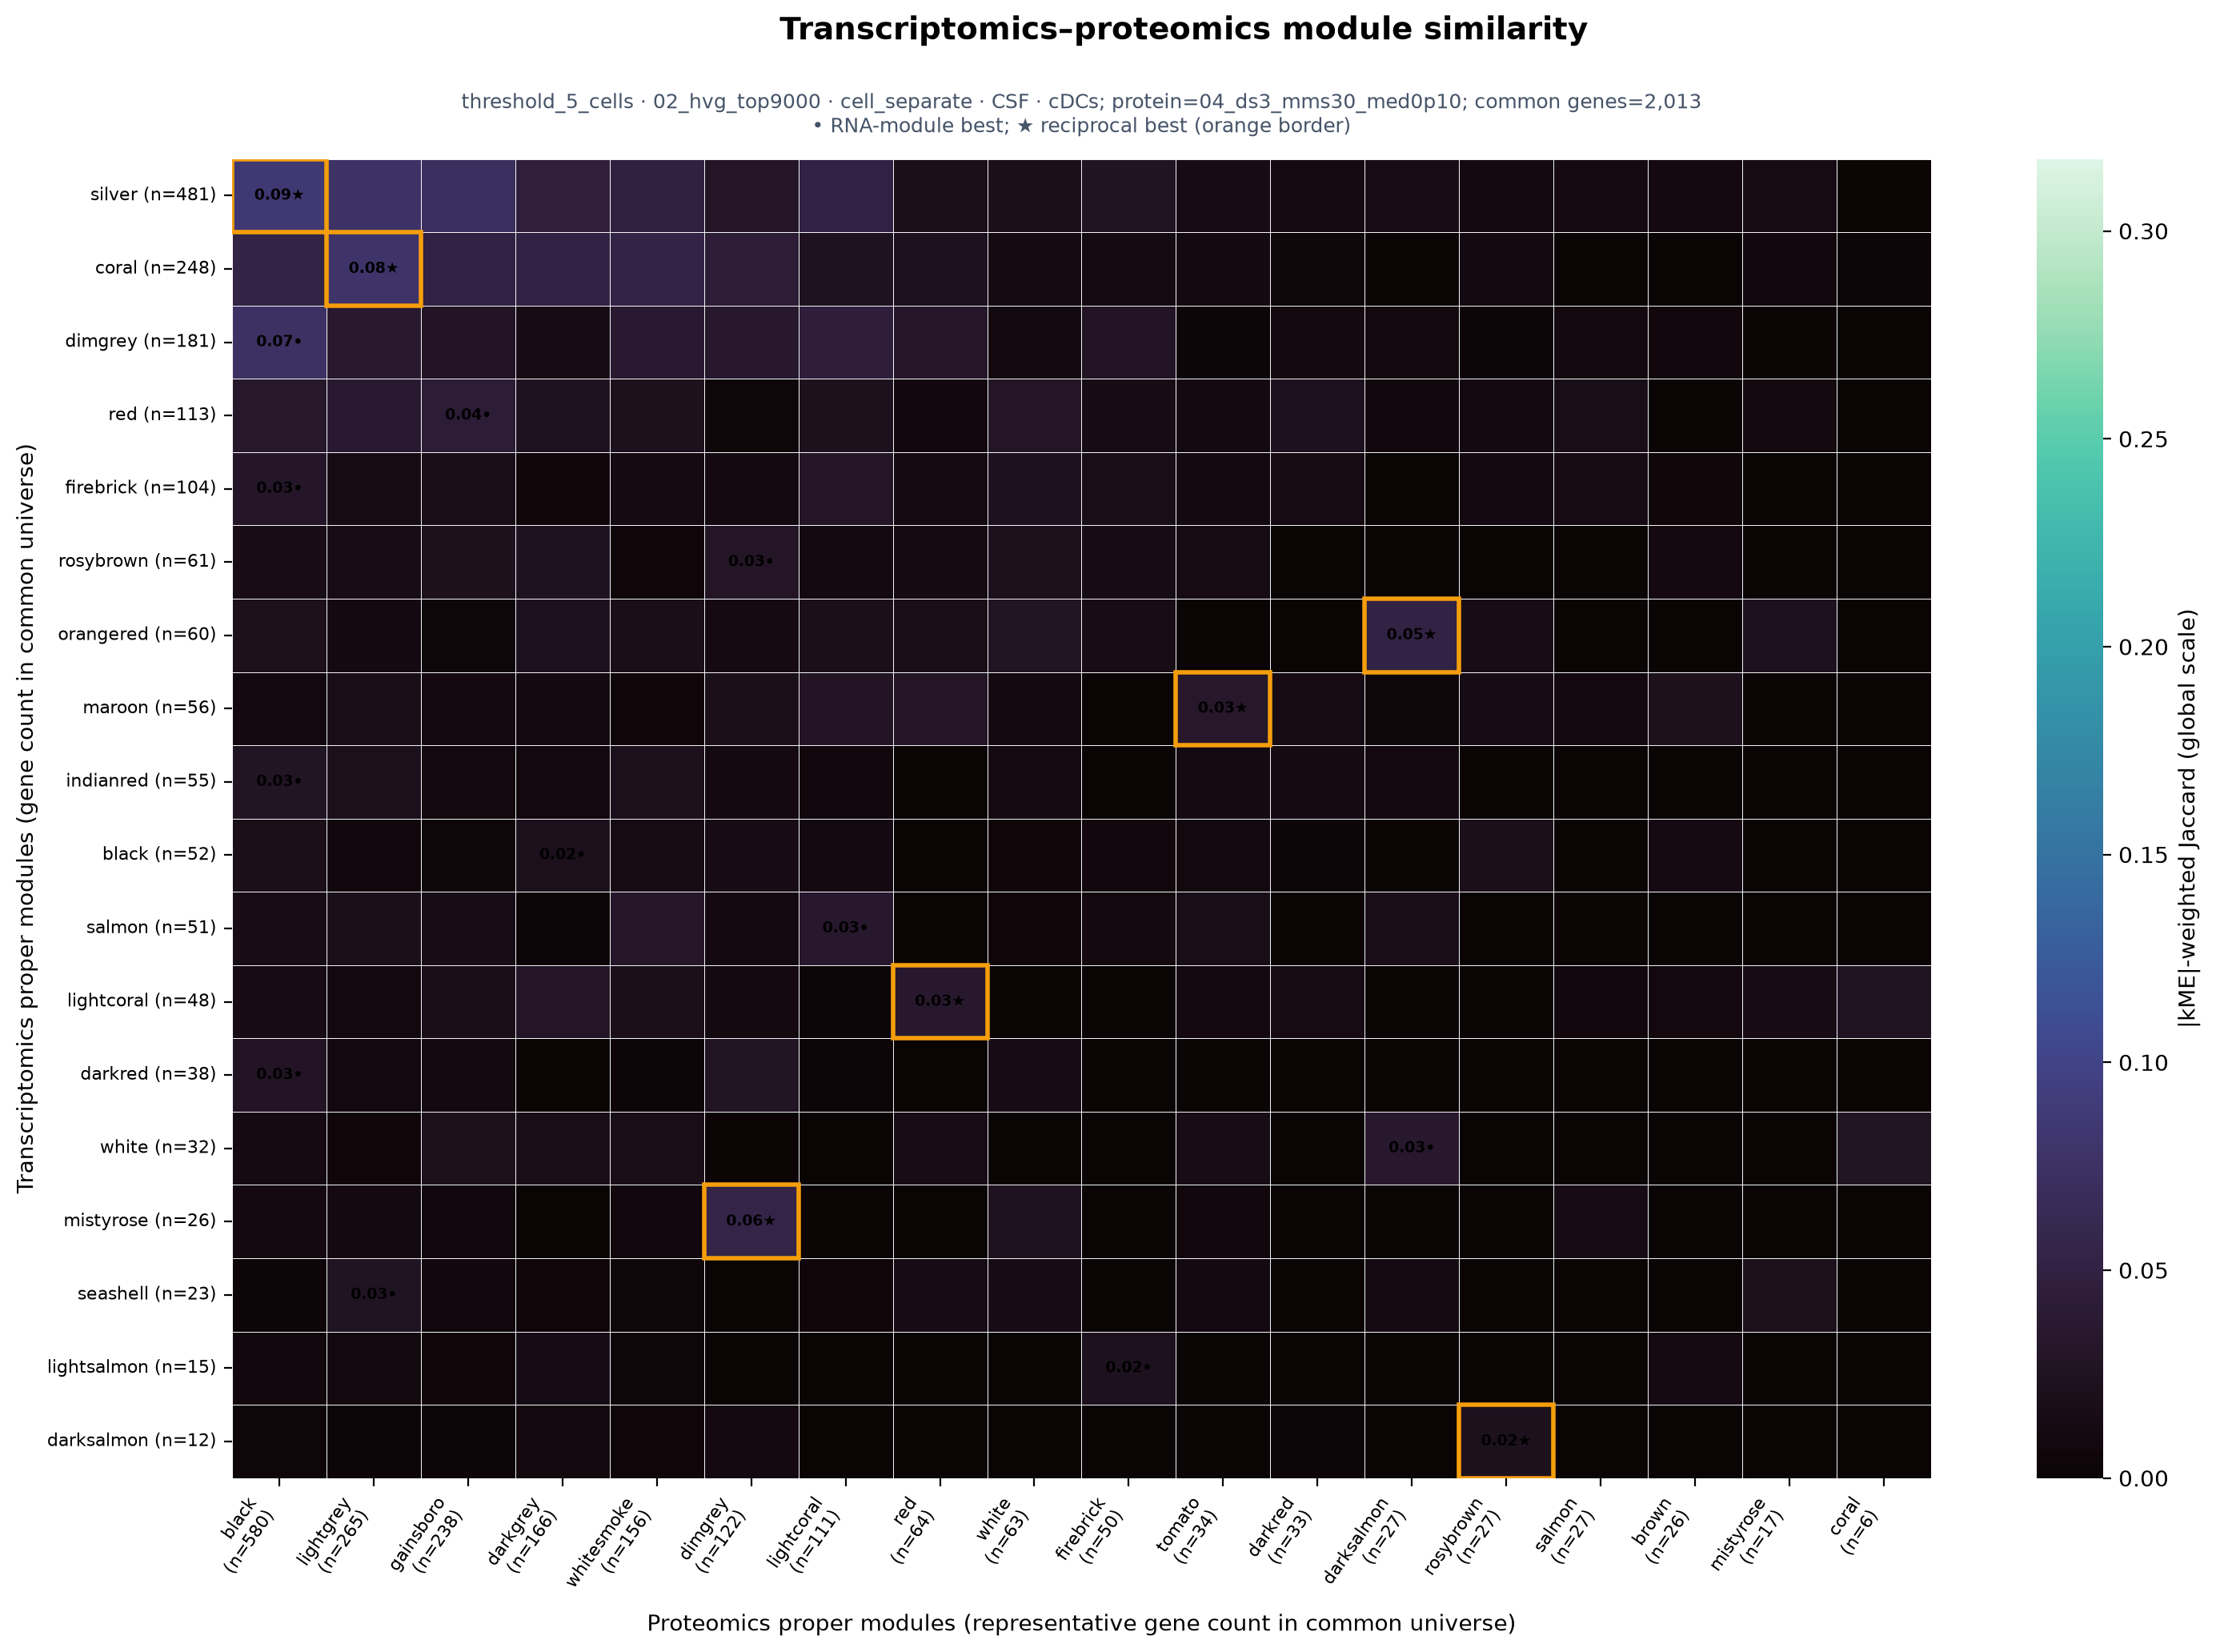 Transcriptomics–proteomics module similarity
threshold_5_cells · 02_hvg_top9000 · cell_separate · CSF · cDCs; protein=04_ds3_mms30_med0p10; common genes=2,013
• RNA-module best; ★ reciprocal best (orange border)
Transcriptomics proper modules (gene count in common universe)
silver (n=481)
coral (n=248)
dimgrey (n=181)
red (n=113)
firebrick (n=104)
rosybrown (n=61)
orangered (n=60)
maroon (n=56)
indianred (n=55)
black (n=52)
salmon (n=51)
lightcoral (n=48)
darkred (n=38)
white (n=32)
mistyrose (n=26)
seashell (n=23)
lightsalmon (n=15)
darksalmon (n=12)
0.09★
0.08★
0.07•
0.04•
0.03•
0.03•
0.05★
0.03★
0.03•
0.02•
0.03•
0.03★
0.03•
0.03•
0.06★
0.03•
0.02•
0.02★
black
(n=580)
lightgrey
(n=265)
gainsboro
(n=238)
darkgrey
(n=166)
whitesmoke
(n=156)
dimgrey
(n=122)
lightcoral
(n=111)
red
(n=64)
white
(n=63)
firebrick
(n=50)
tomato
(n=34)
darkred
(n=33)
darksalmon
(n=27)
rosybrown
(n=27)
salmon
(n=27)
brown
(n=26)
mistyrose
(n=17)
coral
(n=6)
Proteomics proper modules (representative gene count in common universe)
0.30
0.25
0.20
0.15
0.10
0.05
0.00
|kME|-weighted Jaccard (global scale)